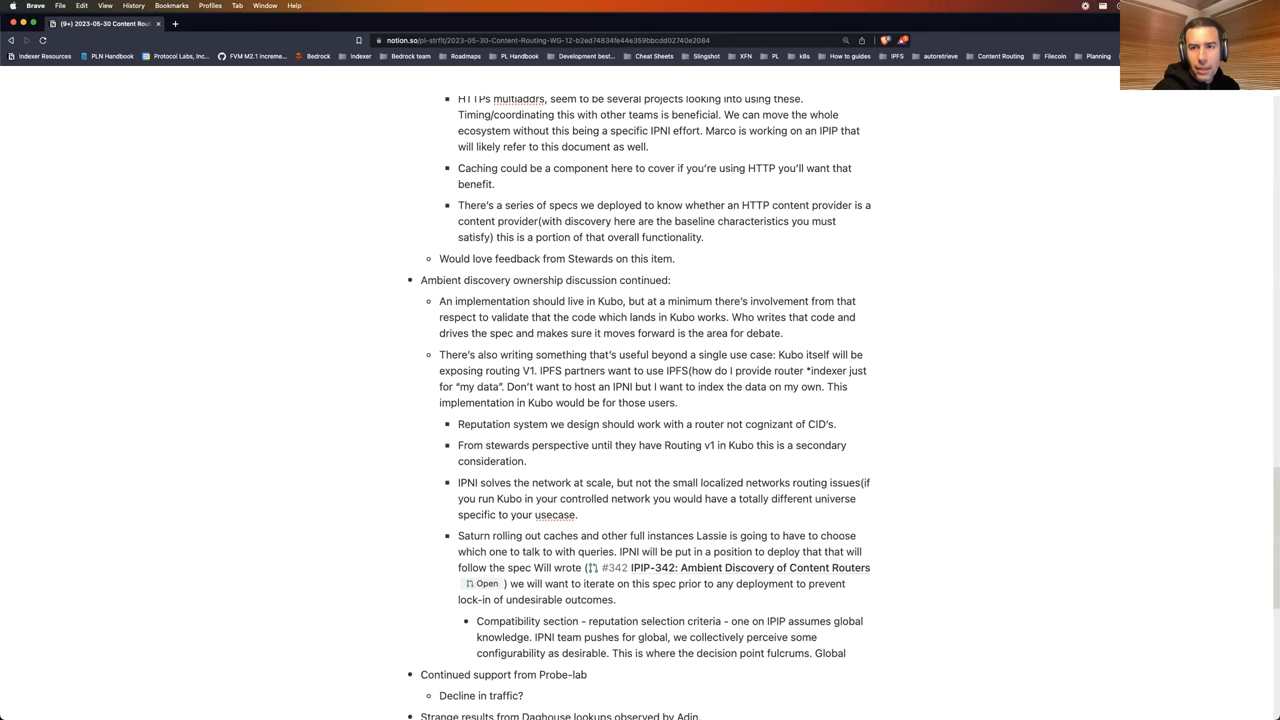 Brave File Edit View History Bookmarks Profiles Tab Window Help
(9+) 2023-05-30 Content Rout
notion.so/pl-strflt/2023-05-30-Content-Routing-WG-12-b2ed74834fe44e359bbcdd02740e2084
Indexer Resources PLN Handbook Protocol Labs, Inc... FVM M2.1 increme... Bedrock Indexer Bedrock team Roadmaps PL Handbook Development best... Cheat Sheets Slingshot XFN PL k8s How to guides IPFS autoretrieve Content Routing Filecoin Planning
HTTPs multiaddrs, seem to be several projects looking into using these.
Timing/coordinating this with other teams is beneficial. We can move the whole
ecosystem without this being a specific IPNI effort. Marco is working on an IPIP that
will likely refer to this document as well.
Caching could be a component here to cover if you're using HTTP you'll want that
benefit.
There's a series of specs we deployed to know whether an HTTP content provider is a
content provider(with discovery here are the baseline characteristics you must
satisfy) this is a portion of that overall functionality.
Would love feedback from Stewards on this item.
Ambient discovery ownership discussion continued:
An implementation should live in Kubo, but at a minimum there's involvement from that
respect to validate that the code which lands in Kubo works. Who writes that code and
drives the spec and makes sure it moves forward is the area for debate.
There's also writing something that's useful beyond a single use case: Kubo itself will be
exposing routing V1. IPFS partners want to use IPFS(how do I provide router *indexer just
for "my data". Don't want to host an IPNI but I want to index the data on my own. This
implementation in Kubo would be for those users.
Reputation system we design should work with a router not cognizant of CID's.
From stewards perspective until they have Routing v1 in Kubo this is a secondary
consideration.
IPNI solves the network at scale, but not the small localized networks routing issues(if
you run Kubo in your controlled network you would have a totally different universe
specific to your usecase.
Saturn rolling out caches and other full instances Lassie is going to have to choose
which one to talk to with queries. IPNI will be put in a position to deploy that that will
follow the spec Will wrote ( #342 IPIP-342: Ambient Discovery of Content Routers
Open ) we will want to iterate on this spec prior to any deployment to prevent
lock-in of undesirable outcomes.
Compatibility section - reputation selection criteria - one on IPIP assumes global
knowledge. IPNI team pushes for global, we collectively perceive some
configurability as desirable. This is where the decision point fulcrums. Global
Continued support from Probe-lab
Decline in traffic?
Strange results from Daghouse lookups observed by Adin.